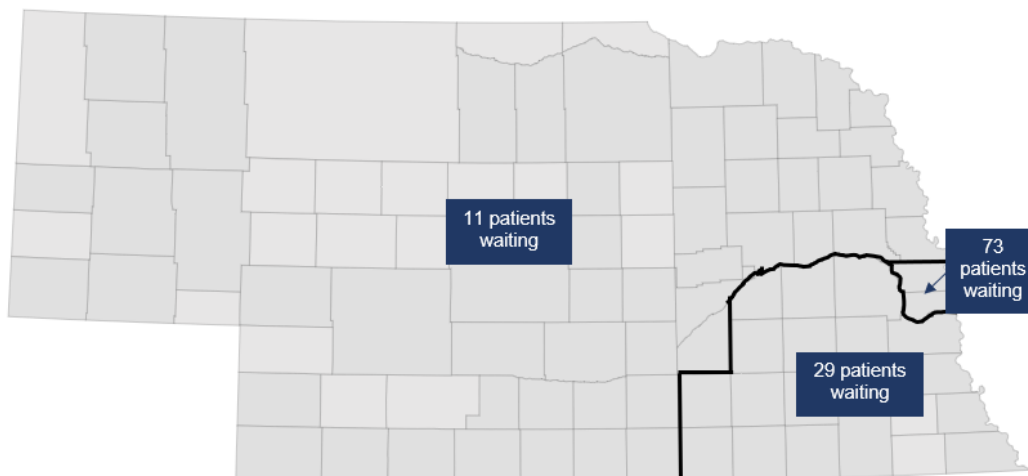 11 patients
waiting
73
patients
waiting
29 patients
waiting